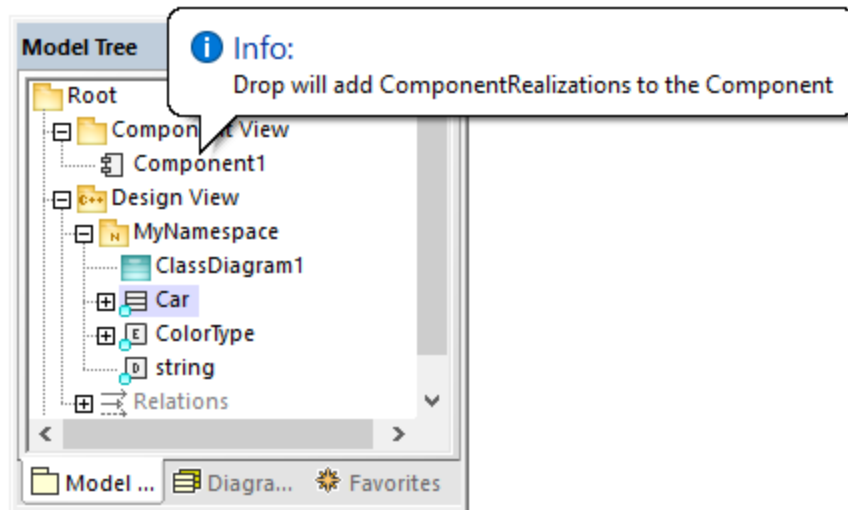 Model Tree
Info:
Drop will add ComponentRealizations to the Component
Root
Component View
Component1
C++ Design View
N MyNamespace
ClassDiagram1
Car
E ColorType
D string
Relations
Model ... Diagra... Favorites